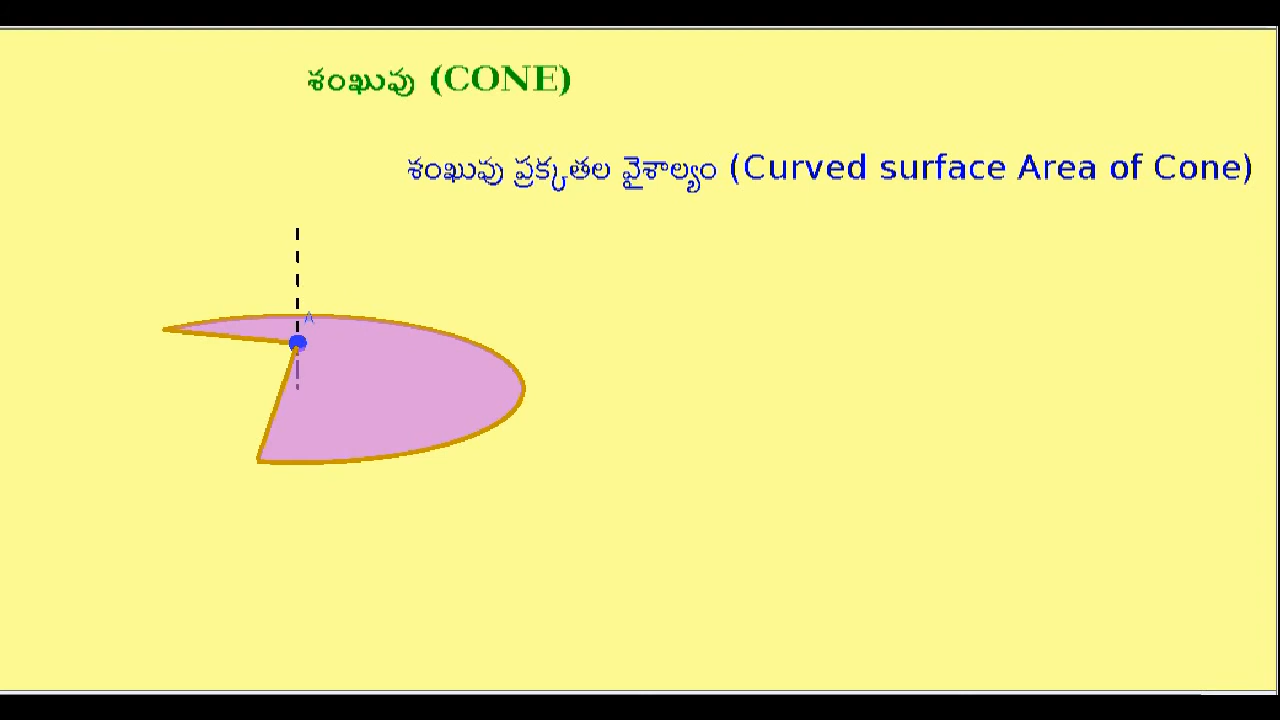 శంఖువు (CONE)
శంఖువు ప్రక్కతల వైశాల్యం (Curved surface Area of Cone)
A